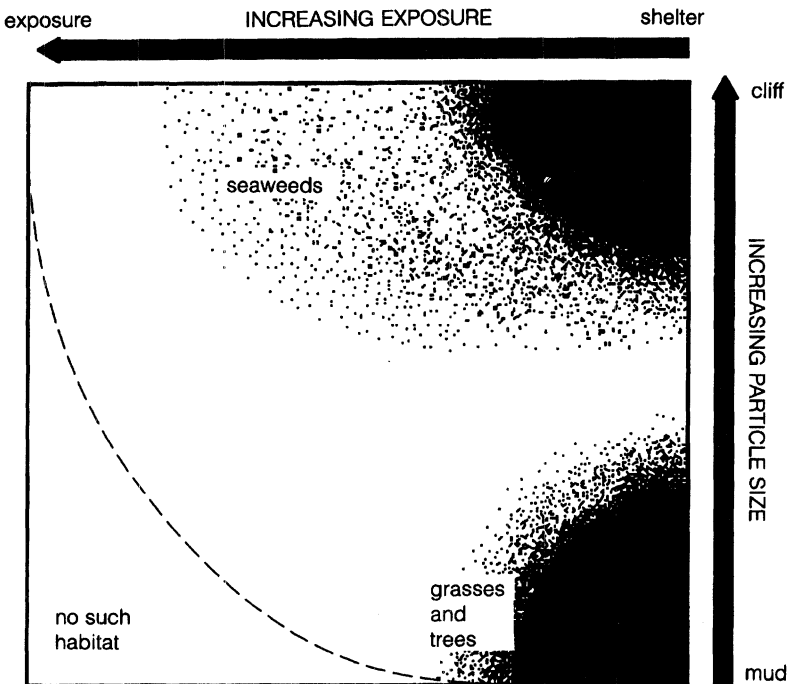 exposure
INCREASING EXPOSURE
shelter
cliff
seaweeds
INCREASING PARTICLE SIZE
grasses
and
trees
no such
habitat
mud